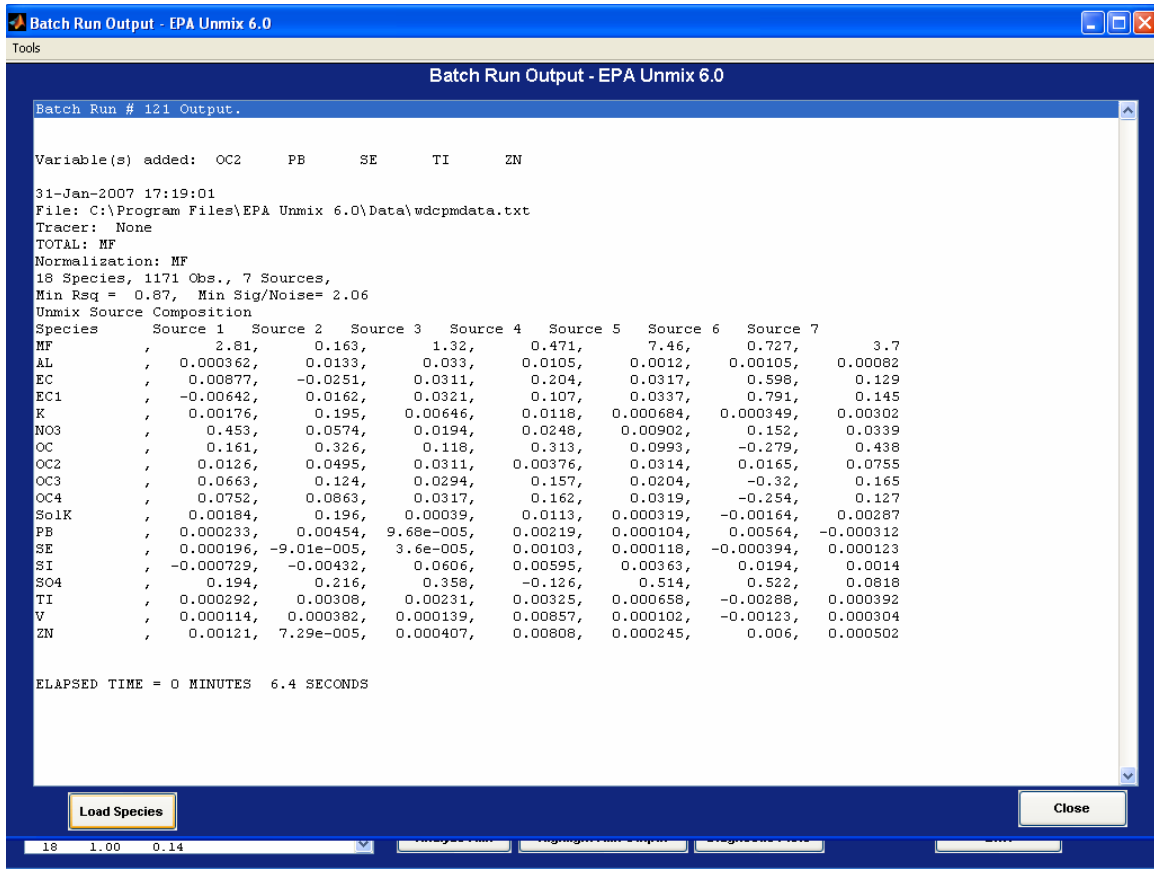 Batch Run Output - EPA Unmix 6.0
Tools
Batch Run Output - EPA Unmix 6.0
Batch Run # 121 Output.
Variable(s) added: OC2 PB SE TI ZN
31-Jan-2007 17:19:01
File: C:\Program Files\EPA Unmix 6.0\Data\wdcpmdata.txt
Tracer: None
TOTAL: MF
Normalization: MF
18 Species, 1171 Obs., 7 Sources,
Min Rsq = 0.87, Min Sig/Noise= 2.06
Unmix Source Composition
Species Source 1 Source 2 Source 3 Source 4 Source 5 Source 6 Source 7
MF , 2.81, 0.163, 1.32, 0.471, 7.46, 0.727, 3.7
AL , 0.000362, 0.0133, 0.033, 0.0105, 0.0012, 0.00105, 0.00082
EC , 0.00877, -0.0251, 0.0311, 0.204, 0.0317, 0.598, 0.129
EC1 , -0.00642, 0.0162, 0.0321, 0.107, 0.0337, 0.791, 0.145
K , 0.00176, 0.195, 0.00646, 0.0118, 0.000684, 0.000349, 0.00302
NO3 , 0.453, 0.0574, 0.0194, 0.0248, 0.00902, 0.152, 0.0339
OC , 0.161, 0.326, 0.118, 0.313, 0.0993, -0.279, 0.438
OC2 , 0.0126, 0.0495, 0.0311, 0.00376, 0.0314, 0.0165, 0.0755
OC3 , 0.0663, 0.124, 0.0294, 0.157, 0.0204, -0.32, 0.165
OC4 , 0.0752, 0.0863, 0.0317, 0.162, 0.0319, -0.254, 0.127
SolK , 0.00184, 0.196, 0.00039, 0.0113, 0.000319, -0.00164, 0.00287
PB , 0.000233, 0.00454, 9.68e-005, 0.00219, 0.000104, 0.00564, -0.000312
SE , 0.000196, -9.01e-005, 3.6e-005, 0.00103, 0.000118, -0.000394, 0.000123
SI , -0.000729, -0.00432, 0.0606, 0.00595, 0.00363, 0.0194, 0.0014
SO4 , 0.194, 0.216, 0.358, -0.126, 0.514, 0.522, 0.0818
TI , 0.000292, 0.00308, 0.00231, 0.00325, 0.000658, -0.00288, 0.000392
V , 0.000114, 0.000382, 0.000139, 0.00857, 0.000102, -0.00123, 0.000304
ZN , 0.00121, 7.29e-005, 0.000407, 0.00808, 0.000245, 0.006, 0.000502
ELAPSED TIME = 0 MINUTES 6.4 SECONDS
Load Species
Close
18 1.00 0.14